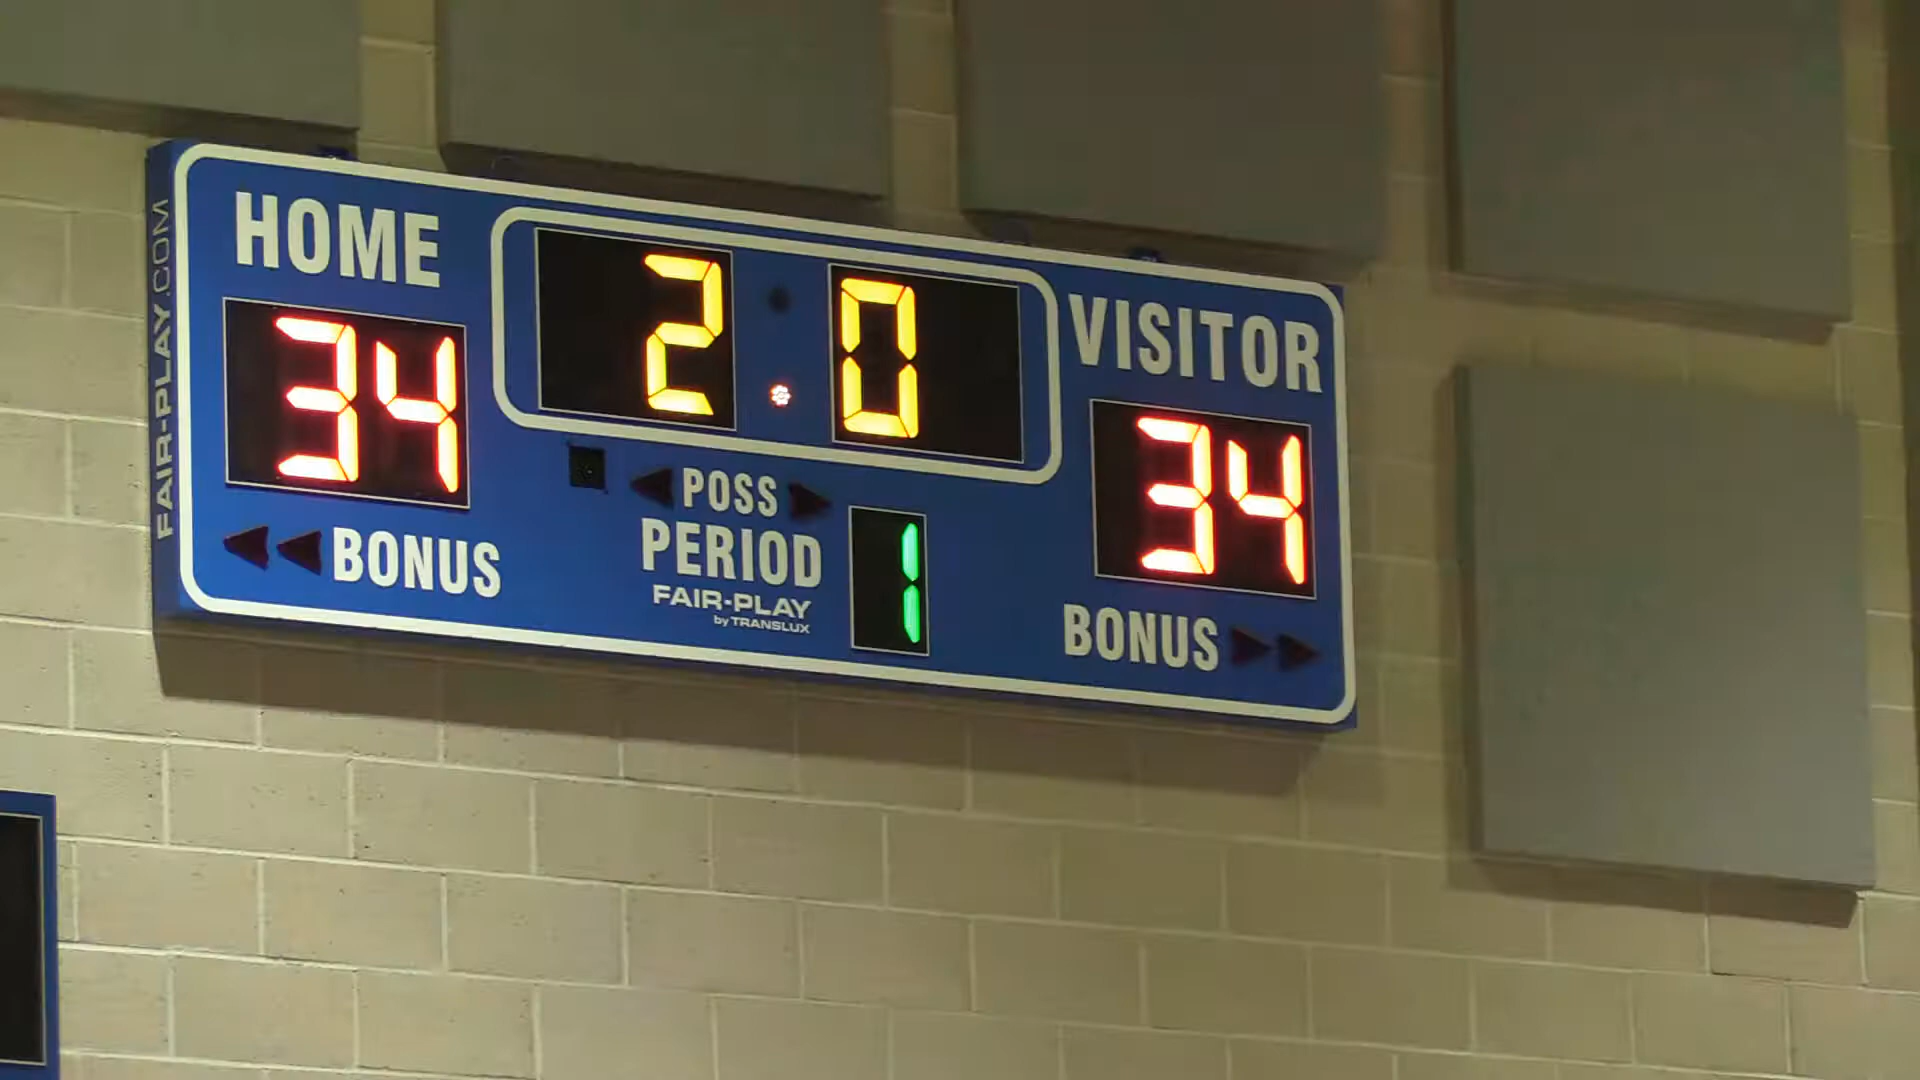 FAIR-PLAY.COM
HOME
34
BONUS
2.0
POSS
PERIOD
1
FAIR-PLAY
by TRANSLUX
VISITOR
34
BONUS